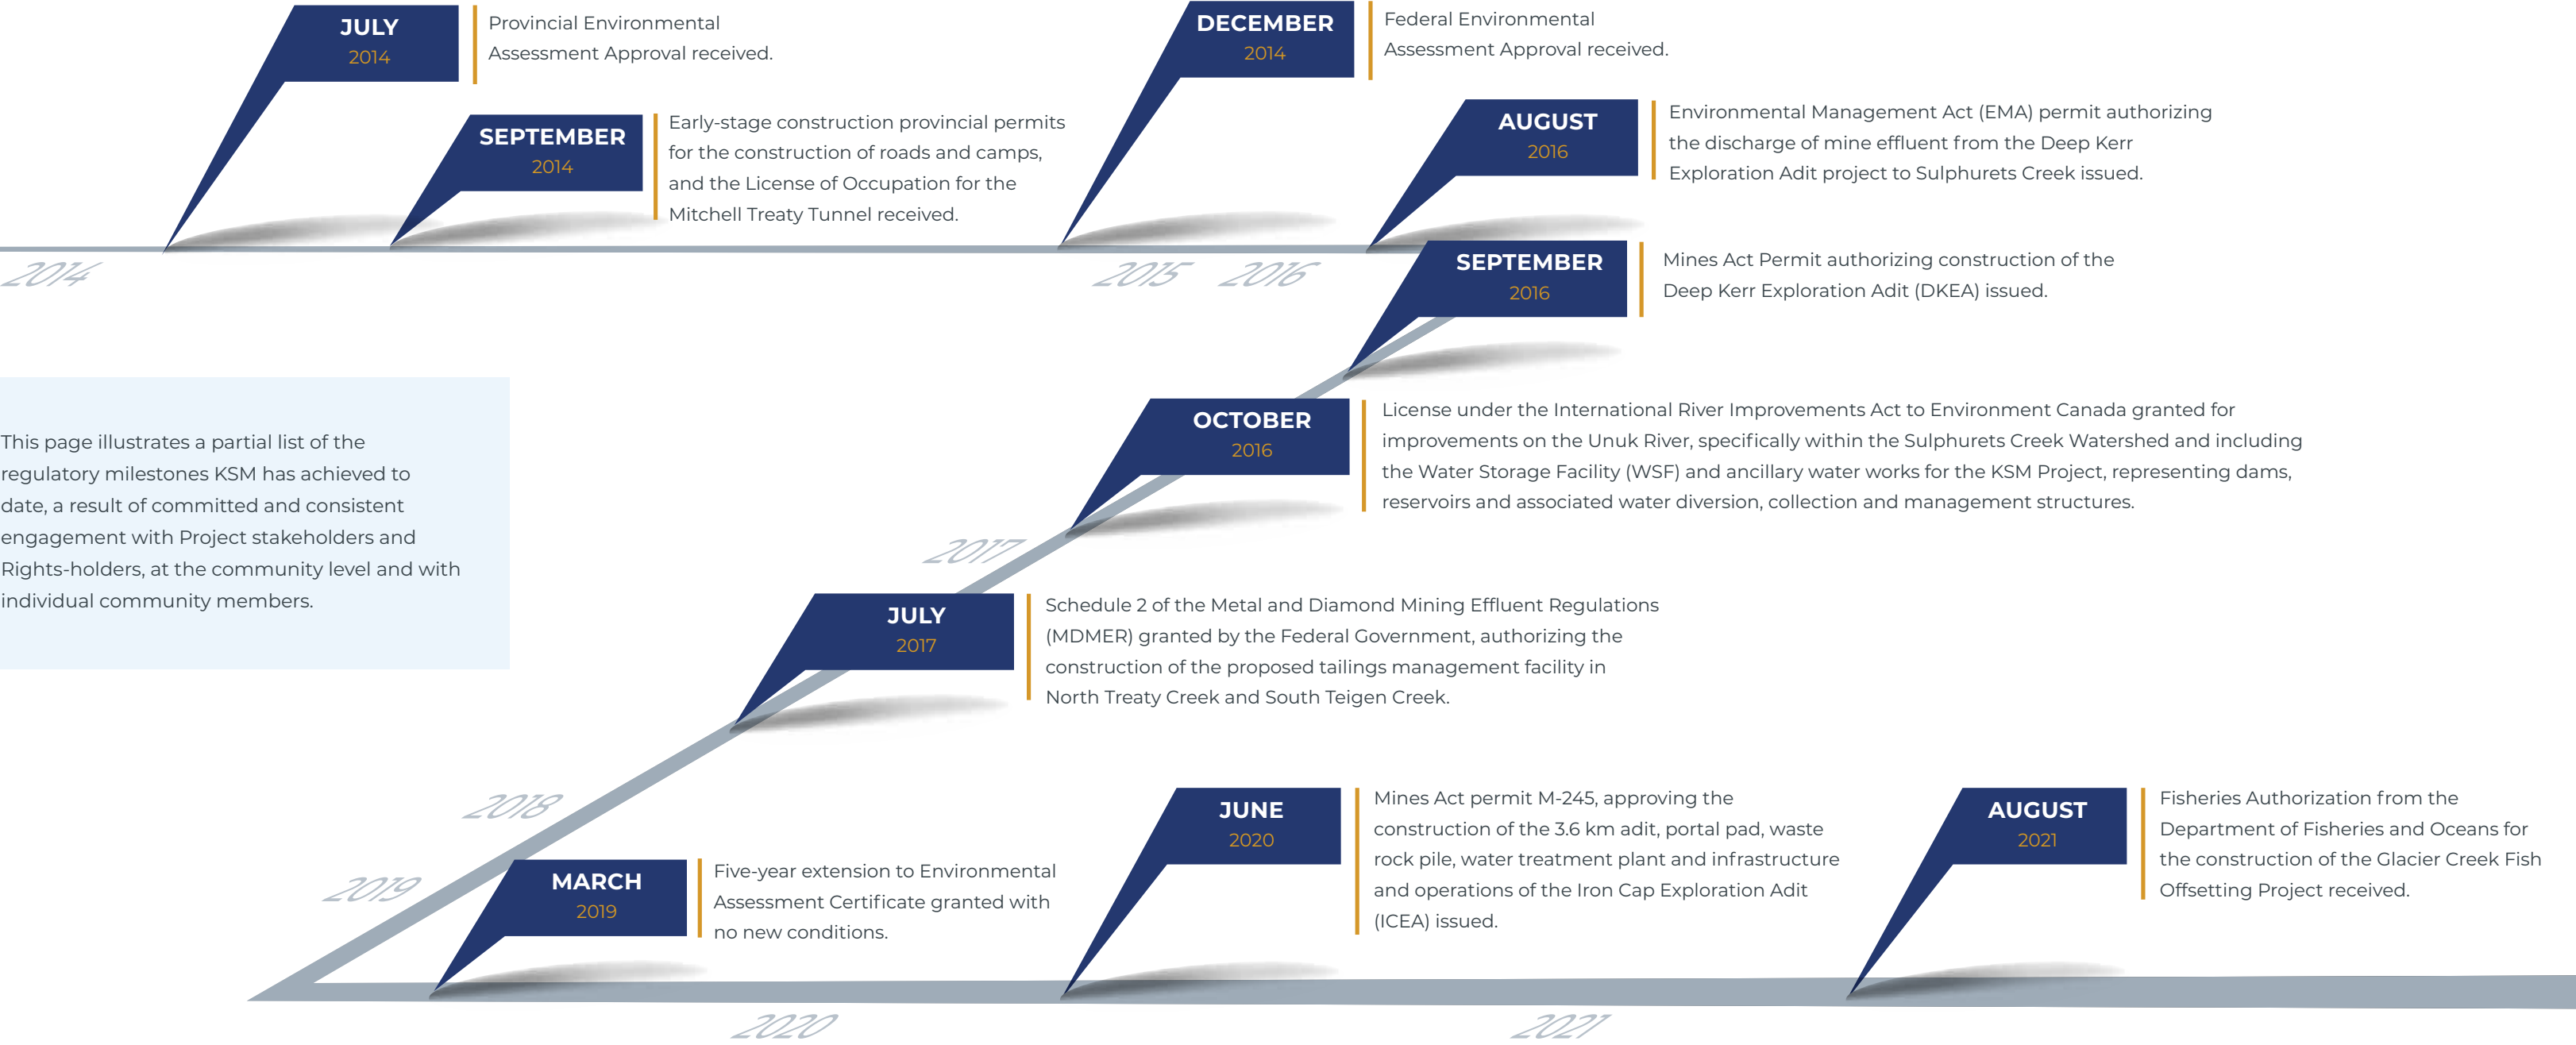 JULY
2014
Provincial Environmental
Assessment Approval received.
SEPTEMBER
2014
Early-stage construction provincial permits
for the construction of roads and camps,
and the License of Occupation for the
Mitchell Treaty Tunnel received.
DECEMBER
2014
Federal Environmental
Assessment Approval received.
AUGUST
2016
Environmental Management Act (EMA) permit authorizing
the discharge of mine effluent from the Deep Kerr
Exploration Adit project to Sulphurets Creek issued.
2014
2015
2016
SEPTEMBER
2016
Mines Act Permit authorizing construction of the
Deep Kerr Exploration Adit (DKEA) issued.
This page illustrates a partial list of the
regulatory milestones KSM has achieved to
date, a result of committed and consistent
engagement with Project stakeholders and
Rights-holders, at the community level and with
individual community members.
OCTOBER
2016
License under the International River Improvements Act to Environment Canada granted for
improvements on the Unuk River, specifically within the Sulphurets Creek Watershed and including
the Water Storage Facility (WSF) and ancillary water works for the KSM Project, representing dams,
reservoirs and associated water diversion, collection and management structures.
2017
JULY
2017
Schedule 2 of the Metal and Diamond Mining Effluent Regulations
(MDMER) granted by the Federal Government, authorizing the
construction of the proposed tailings management facility in
North Treaty Creek and South Teigen Creek.
2018
2019
MARCH
2019
Five-year extension to Environmental
Assessment Certificate granted with
no new conditions.
JUNE
2020
Mines Act permit M-245, approving the
construction of the 3.6 km adit, portal pad, waste
rock pile, water treatment plant and infrastructure
and operations of the Iron Cap Exploration Adit
(ICEA) issued.
AUGUST
2021
Fisheries Authorization from the
Department of Fisheries and Oceans for
the construction of the Glacier Creek Fish
Offsetting Project received.
2020
2021